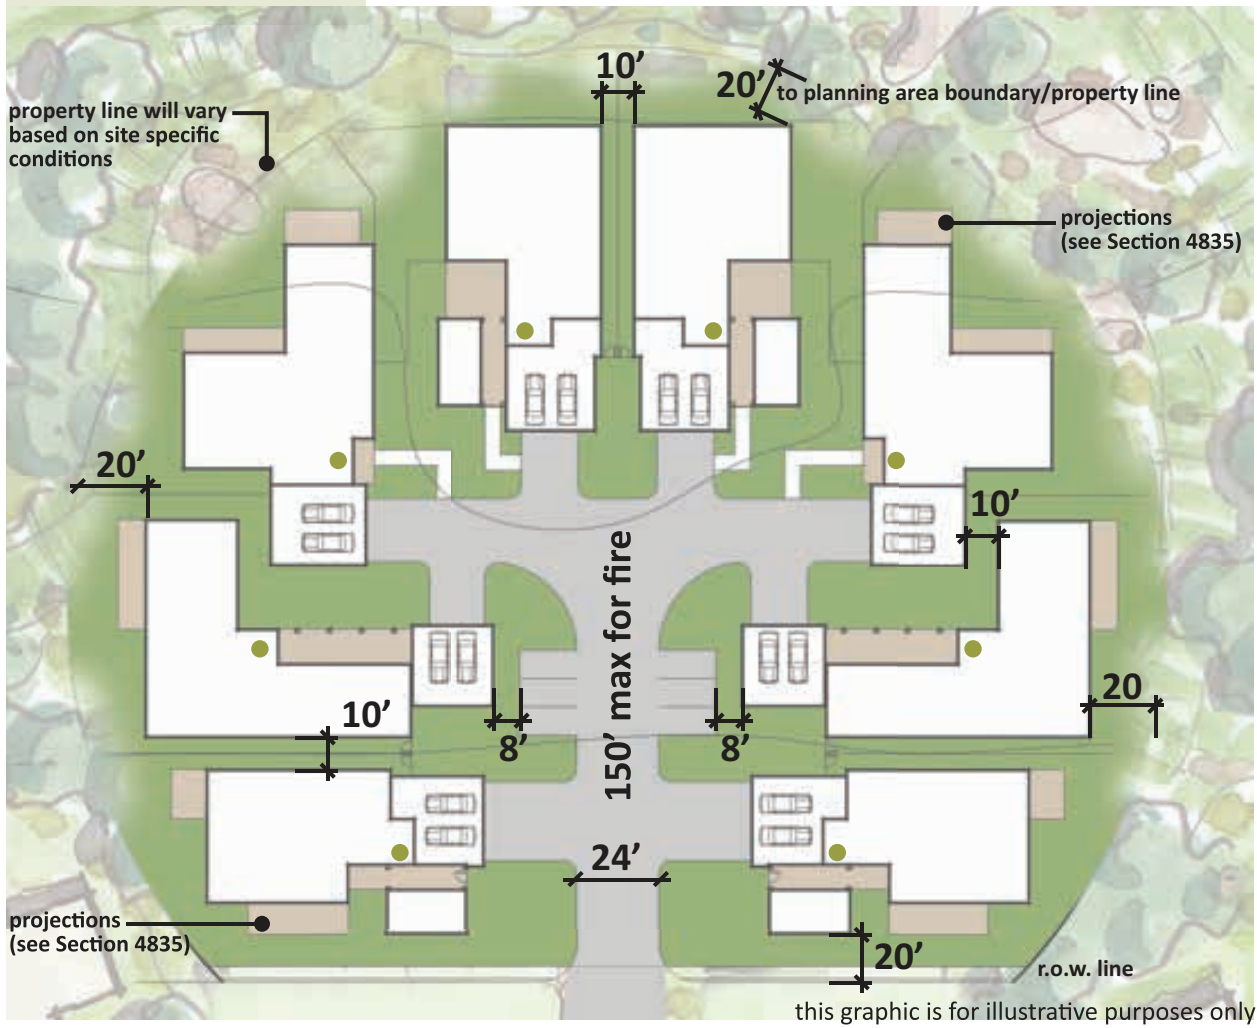 10’
20’
to planning area boundary/property line
property line will vary
based on site specific
conditions
projections
(see Section 4835)
20’
10’
150’ max for fire
20
10’
8’
8’
24’
projections
(see Section 4835)
20’
r.o.w. line
this graphic is for illustrative purposes only